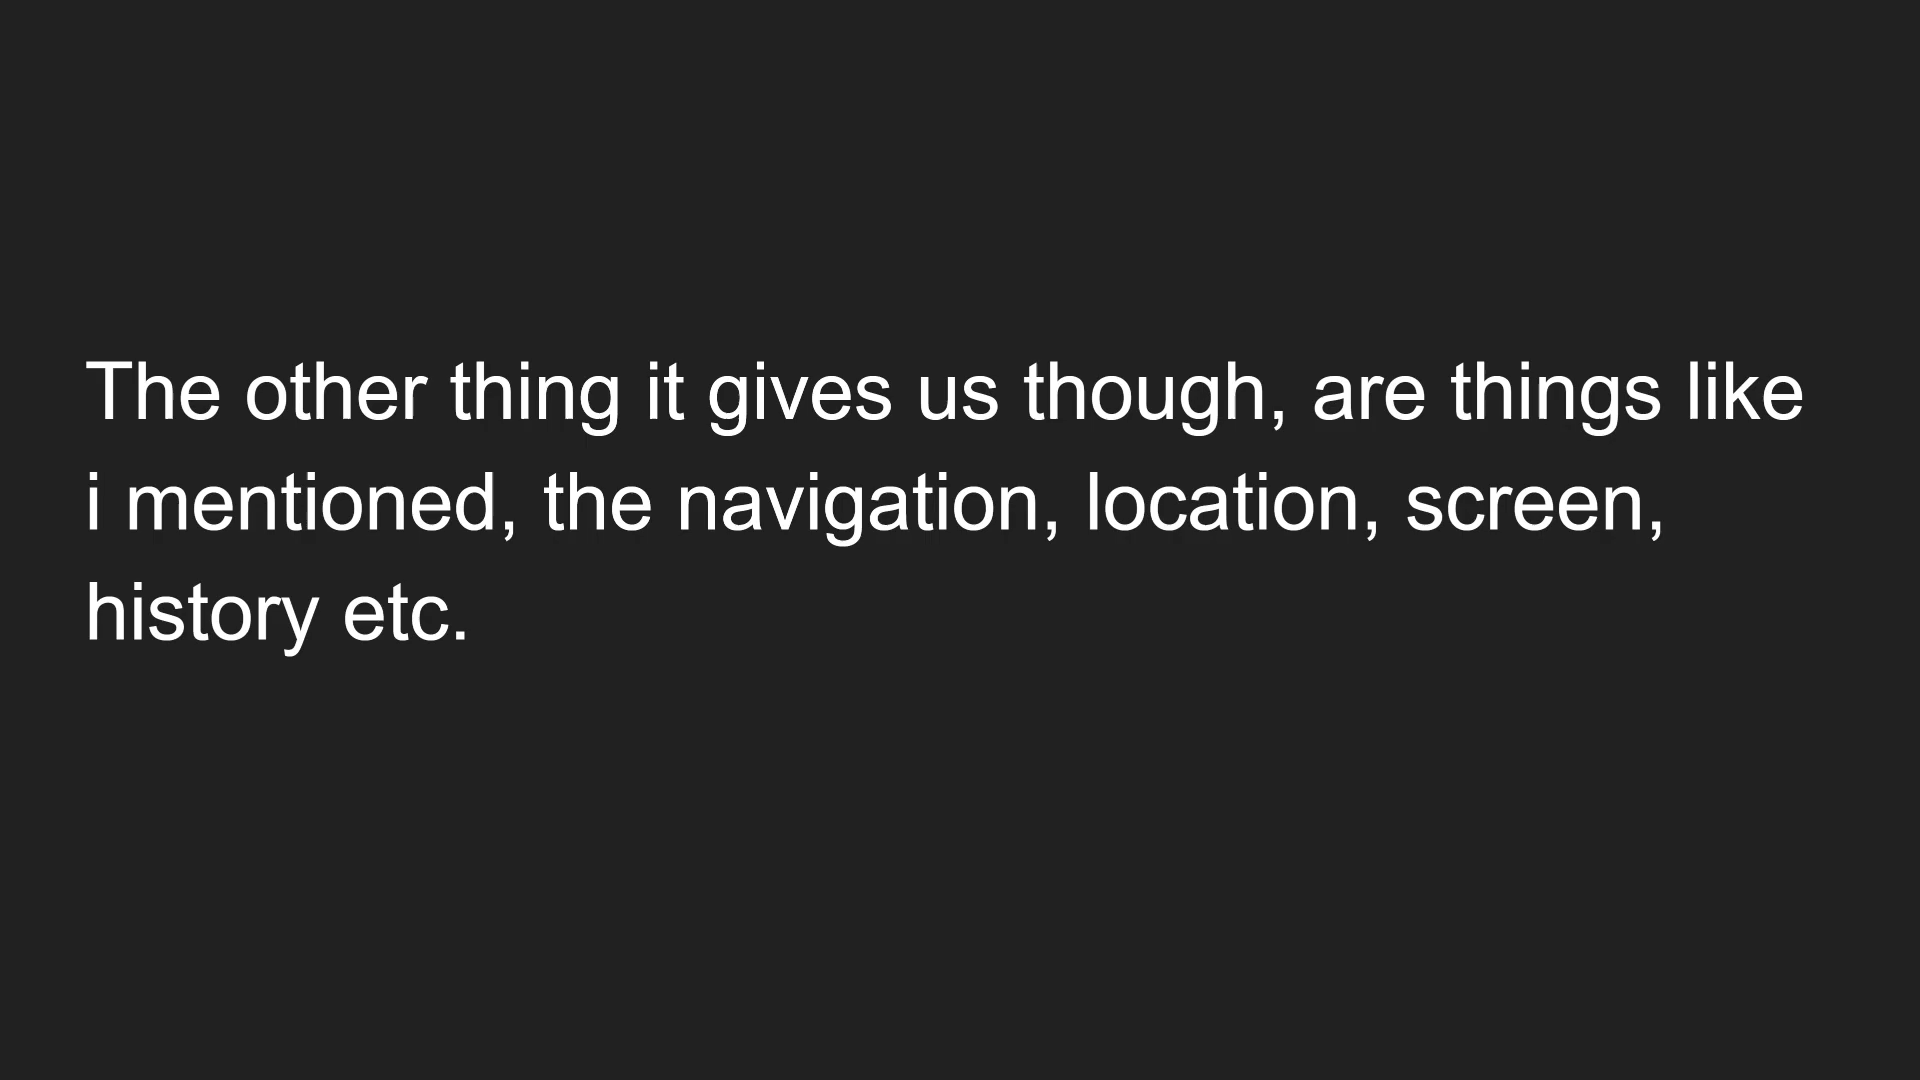 The other thing it gives us though, are things like
i mentioned, the navigation, location, screen,
history etc.